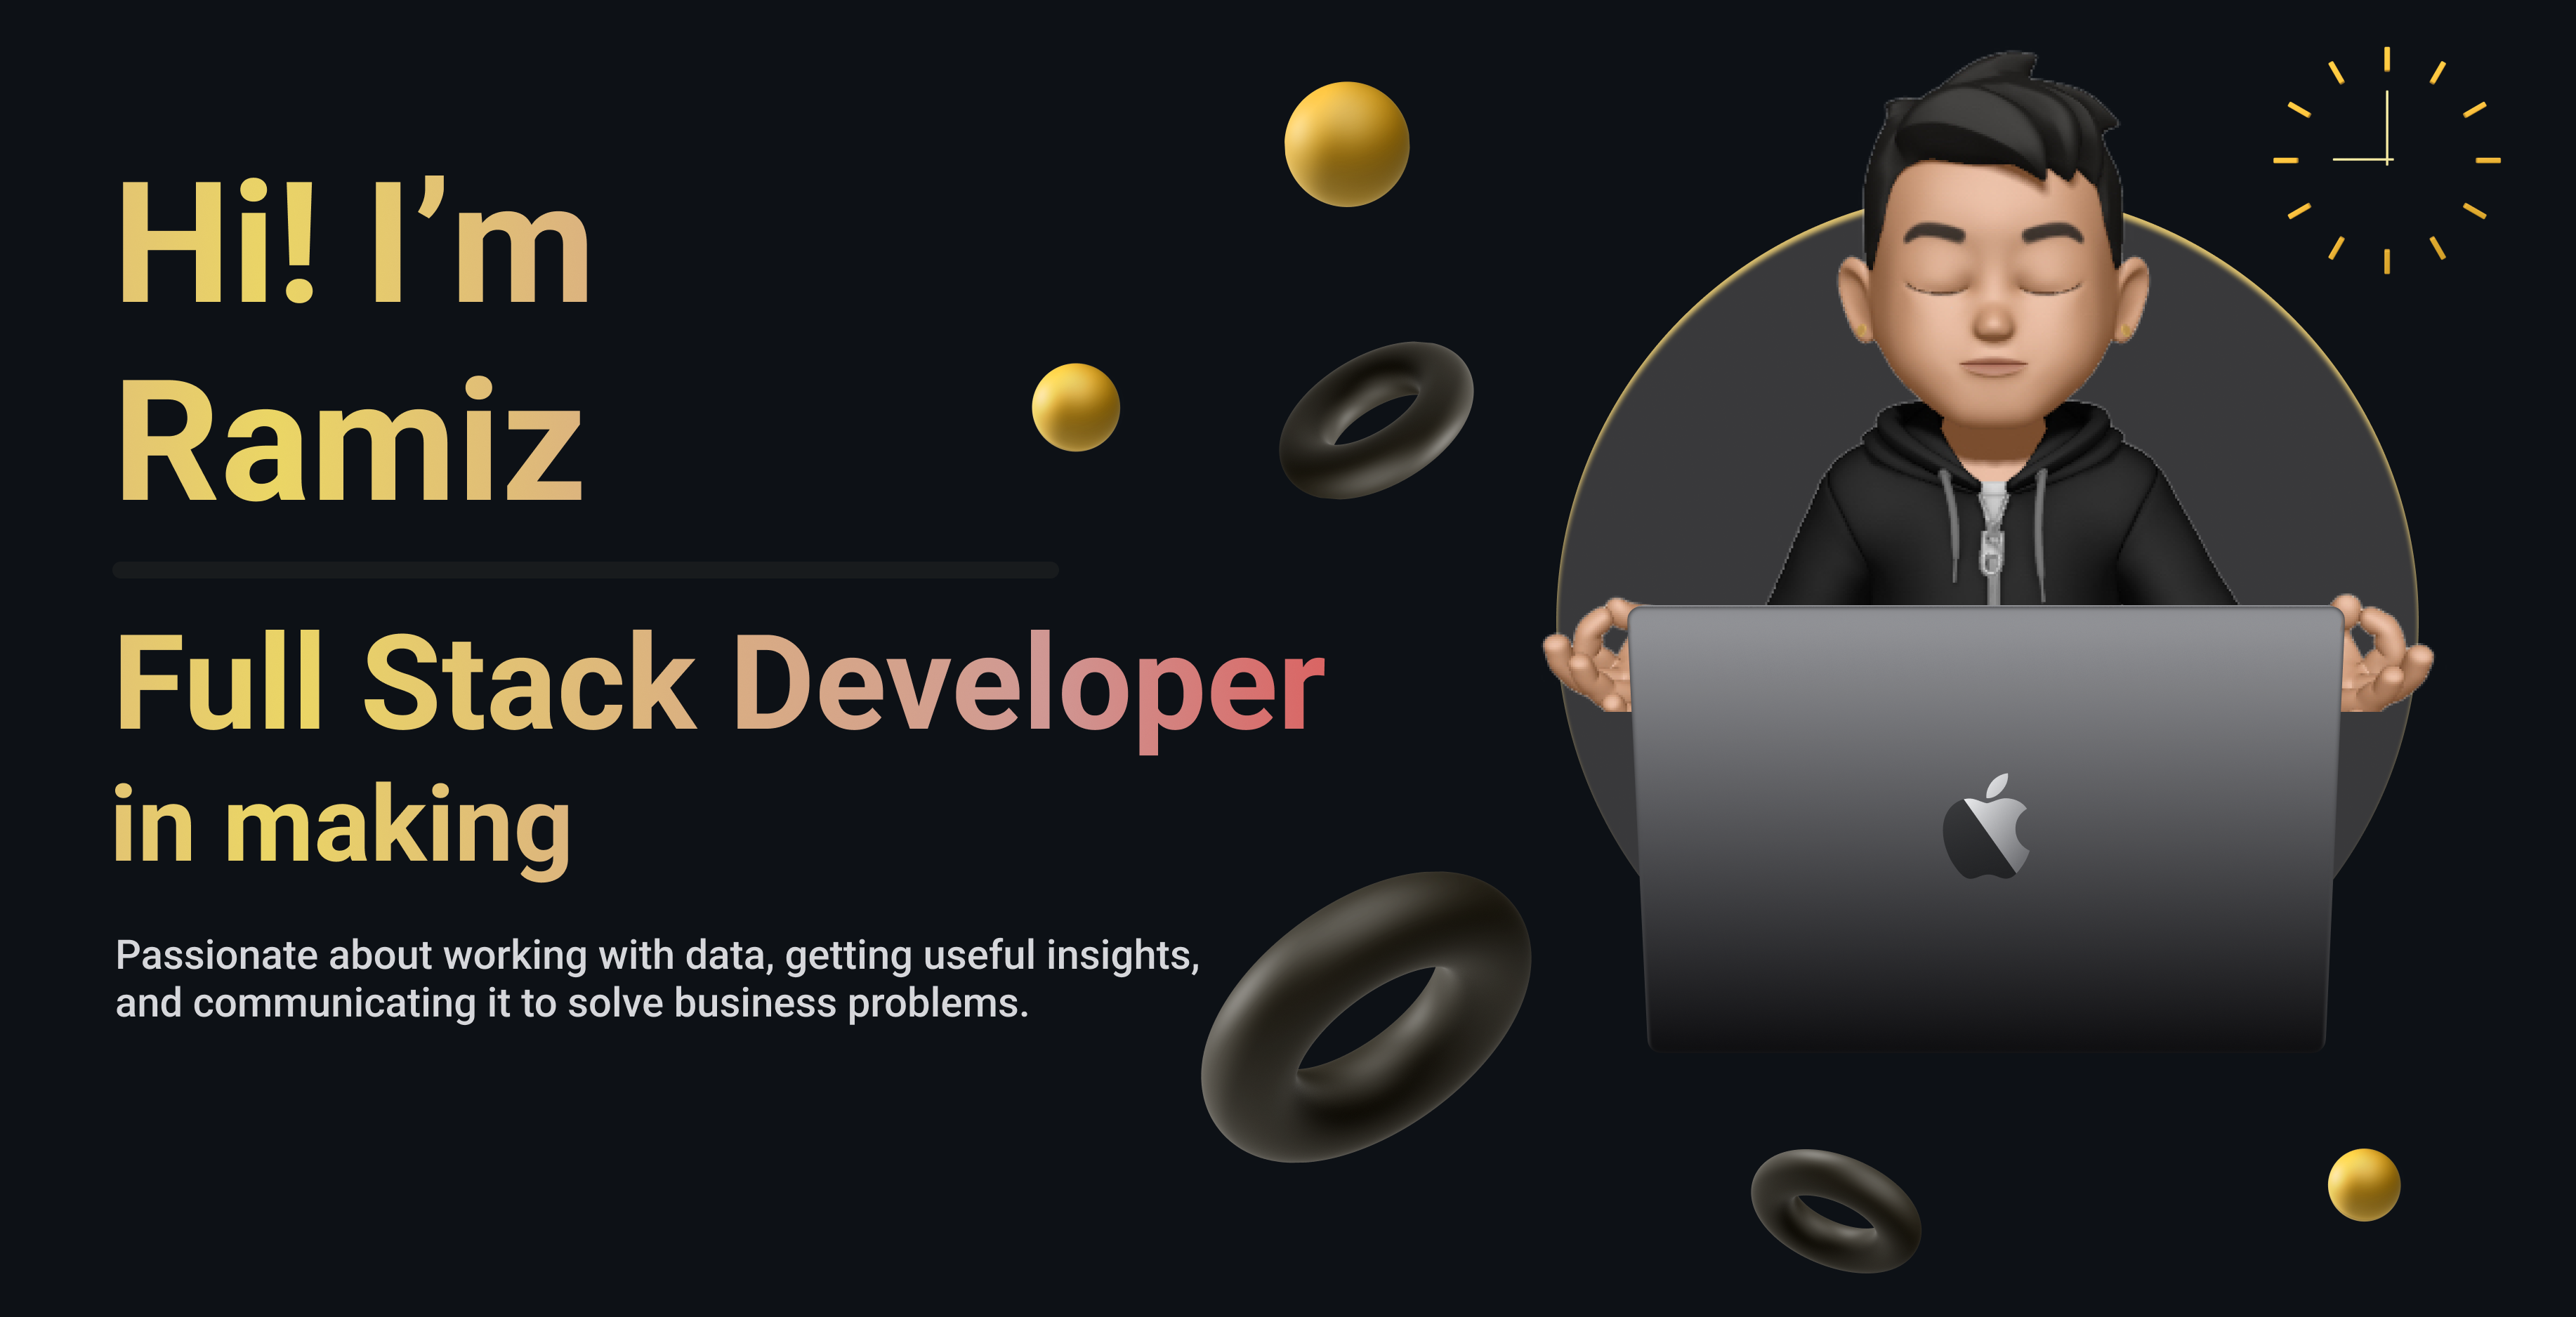 Hi! I’m
Ramiz
Full Stack Developer
in making
Passionate about working with data, getting useful insights,
and communicating it to solve business problems.